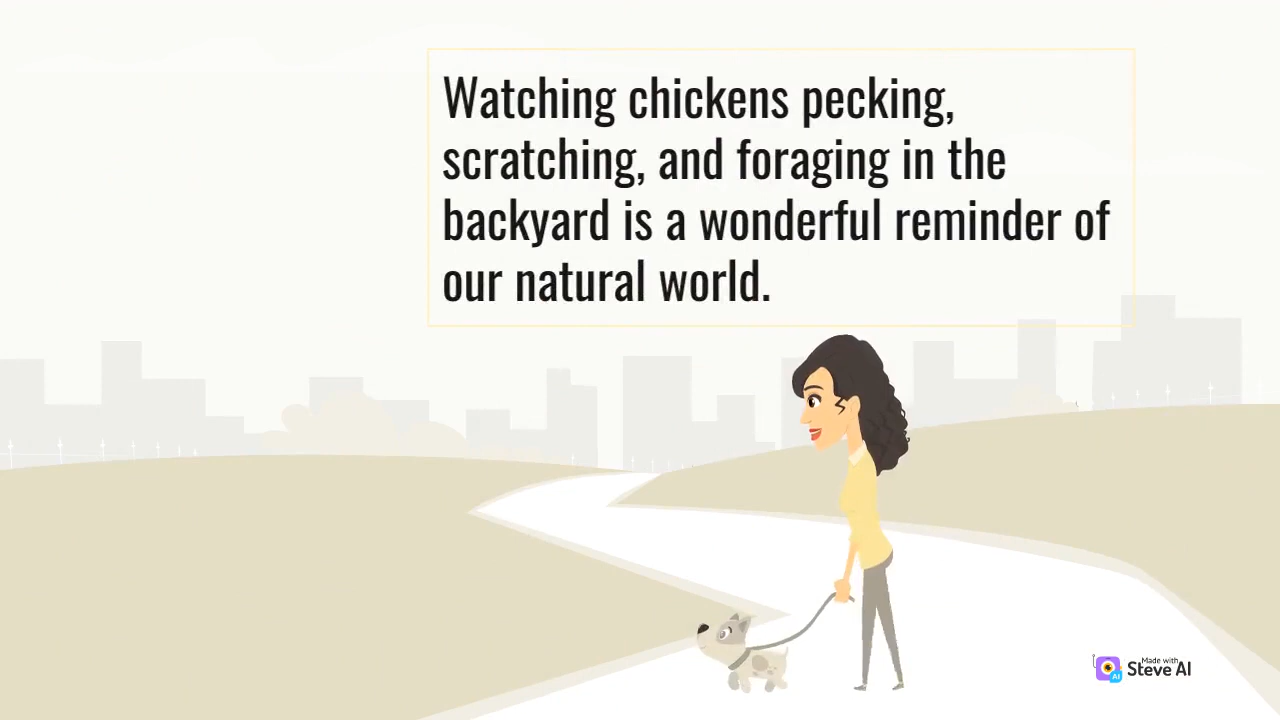 Watching chickens pecking,
scratching, and foraging in the
backyard is a wonderful reminder of
our natural world.
Made with
Steve AI
AI